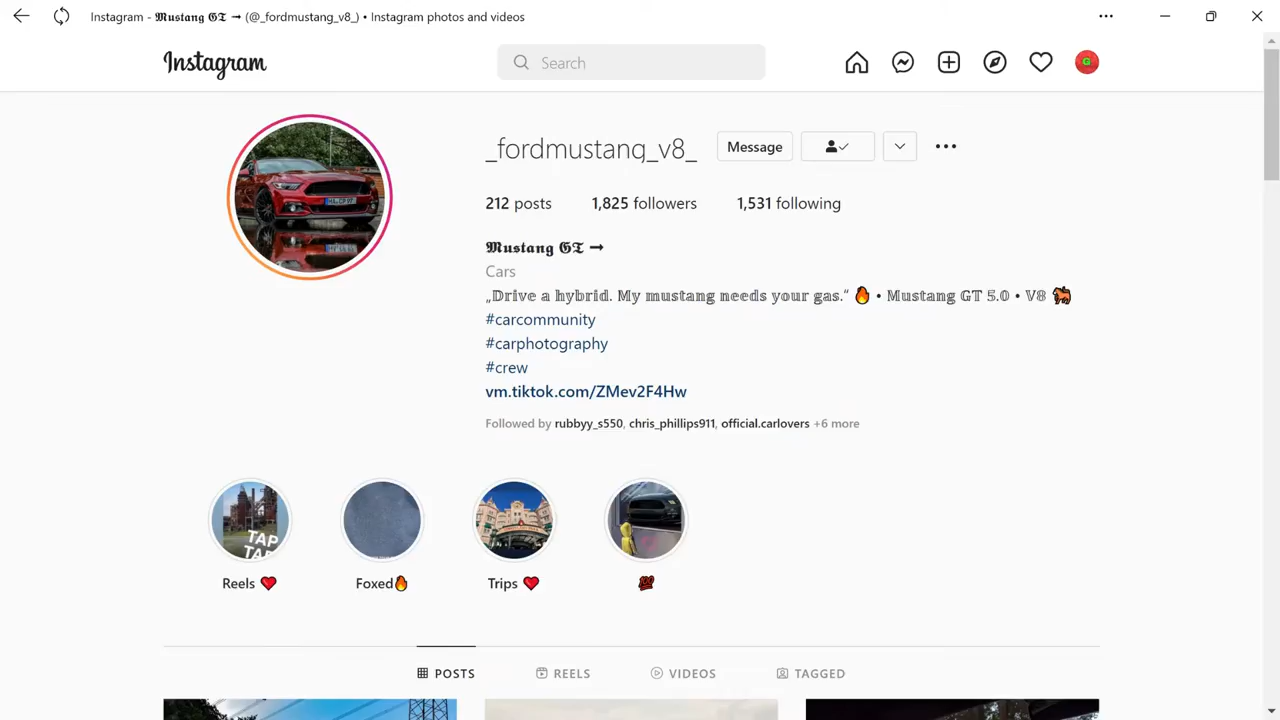 Instagram - 𝕸𝖚𝖘𝖙𝖆𝖓𝖌 𝕲𝕿 ➞ (@_fordmustang_v8_) • Instagram photos and videos
Instagram
Search
G
_fordmustang_v8_
Message
212 posts 1,825 followers 1,531 following
𝕸𝖚𝖘𝖙𝖆𝖓𝖌 𝕲𝕿 ➞
Cars
„𝔻𝕣𝕚𝕧𝕖 𝕒 𝕙𝕪𝕓𝕣𝕚𝕕. 𝕄𝕪 𝕞𝕦𝕤𝕥𝕒𝕟𝕘 𝕟𝕖𝕖𝕕𝕤 𝕪𝕠𝕦𝕣 𝕘𝕒𝕤.“ 🔥 • 𝕄𝕦𝕤𝕥𝕒𝕟𝕘 𝔾𝕋 𝟝.𝟘 • 𝕍𝟠 🐎
#carcommunity
#carphotography
#crew
vm.tiktok.com/ZMev2F4Hw
Followed by rubbyy_s550, chris_phillips911, official.carlovers +6 more
TAP
TAP
Reels ❤️ Foxed🔥 Trips ❤️ 💯
POSTS REELS VIDEOS TAGGED